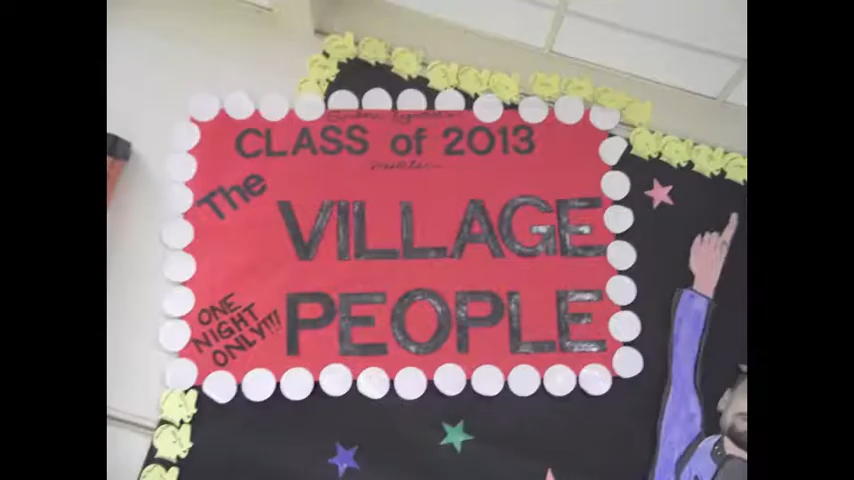 CLASS of 2013
The
VILLAGE
PEOPLE
ONE
NIGHT
ONLY!!!